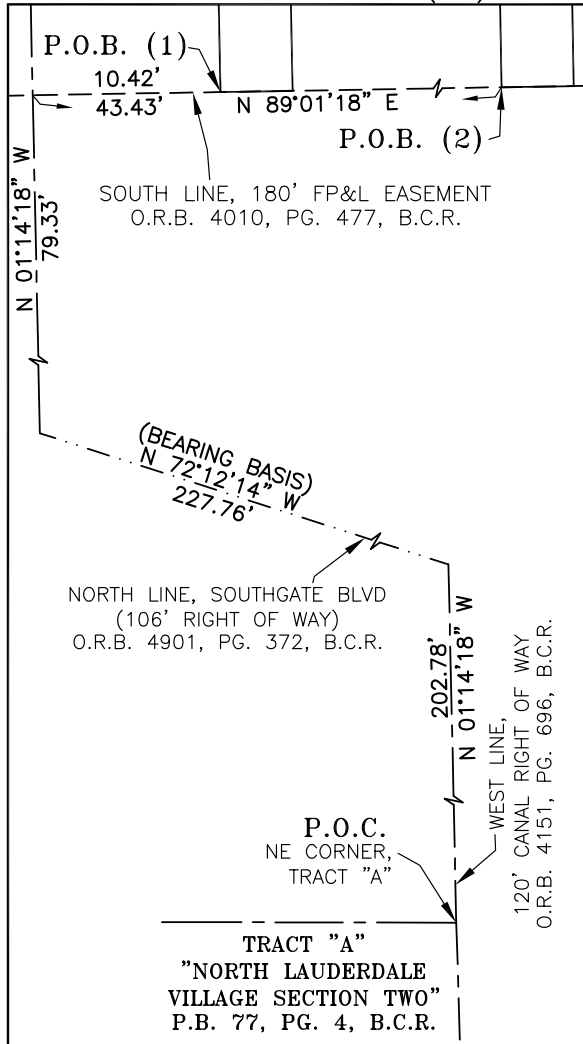 P.O.B. (1)
10.42'
43.43'
N 89°01'18" E
P.O.B. (2)
SOUTH LINE, 180' FP&L EASEMENT
O.R.B. 4010, PG. 477, B.C.R.
N 01°14'18" W
79.33'
(BEARING BASIS)
N 72°12'14" W
227.76'
NORTH LINE, SOUTHGATE BLVD
(106' RIGHT OF WAY)
O.R.B. 4901, PG. 372, B.C.R.
202.78'
N 01°14'18" W
WEST LINE,
120' CANAL RIGHT OF WAY
O.R.B. 4151, PG. 696, B.C.R.
P.O.C.
NE CORNER,
TRACT "A"
TRACT "A"
"NORTH LAUDERDALE
VILLAGE SECTION TWO"
P.B. 77, PG. 4, B.C.R.